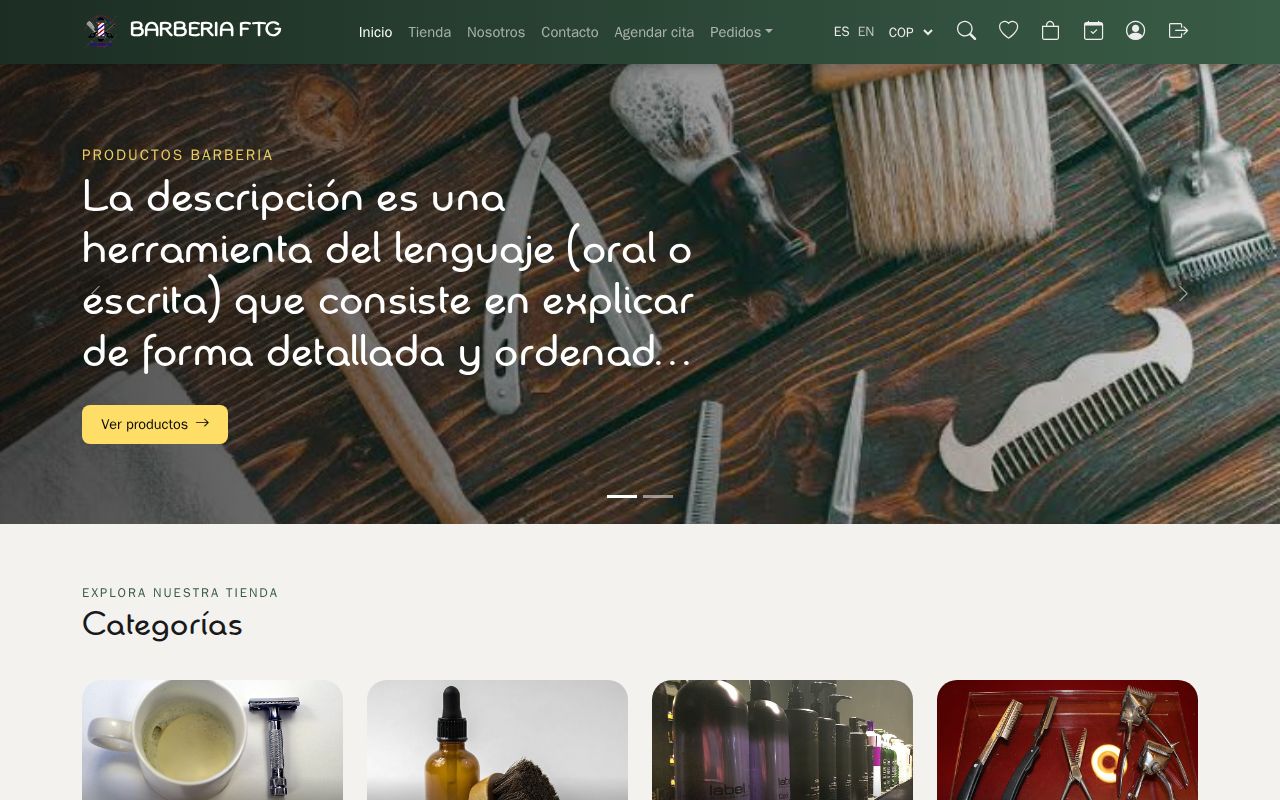 BARBERIA FTG
Inicio Tienda Nosotros Contacto Agendar cita Pedidos
ES EN COP
PRODUCTOS BARBERIA
La descripción es una
herramienta del lenguaje (oral o
escrita) que consiste en explicar
de forma detallada y ordenad...
Ver productos
EXPLORA NUESTRA TIENDA
Categorías
label